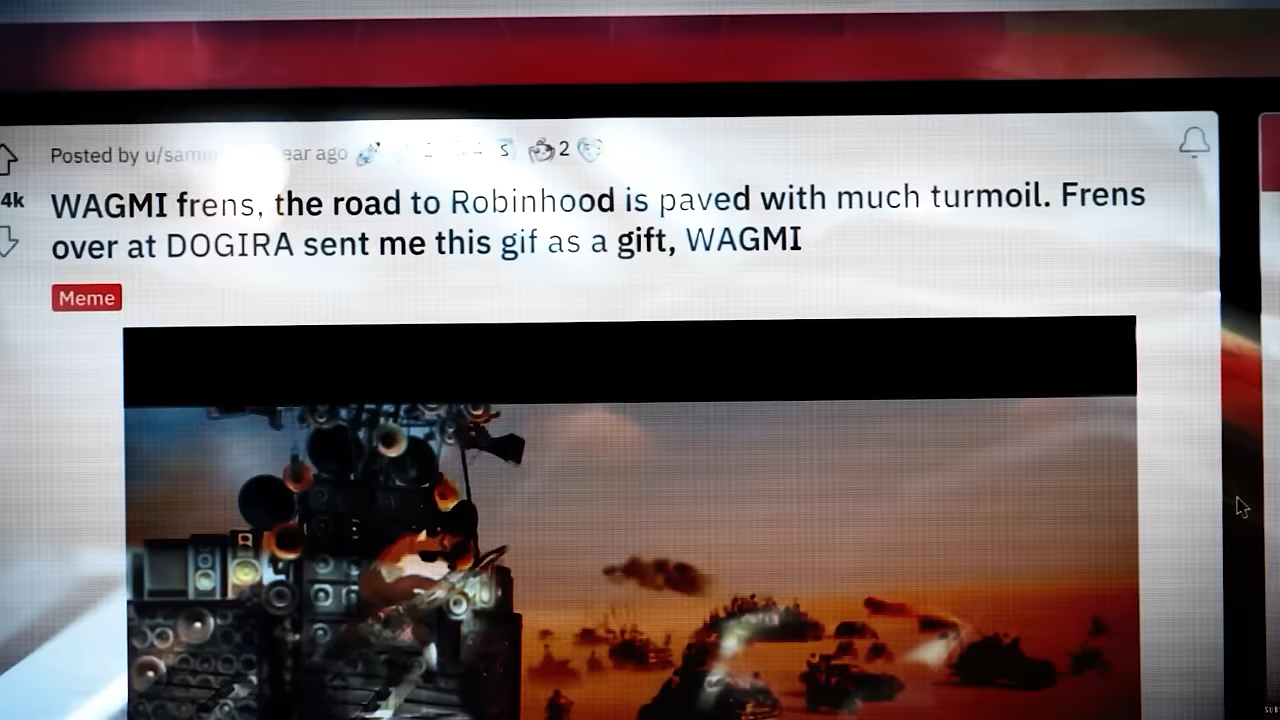 Posted by u/samm ear ago 2
4k
WAGMI frens, the road to Robinhood is paved with much turmoil. Frens
over at DOGIRA sent me this gif as a gift, WAGMI
Meme